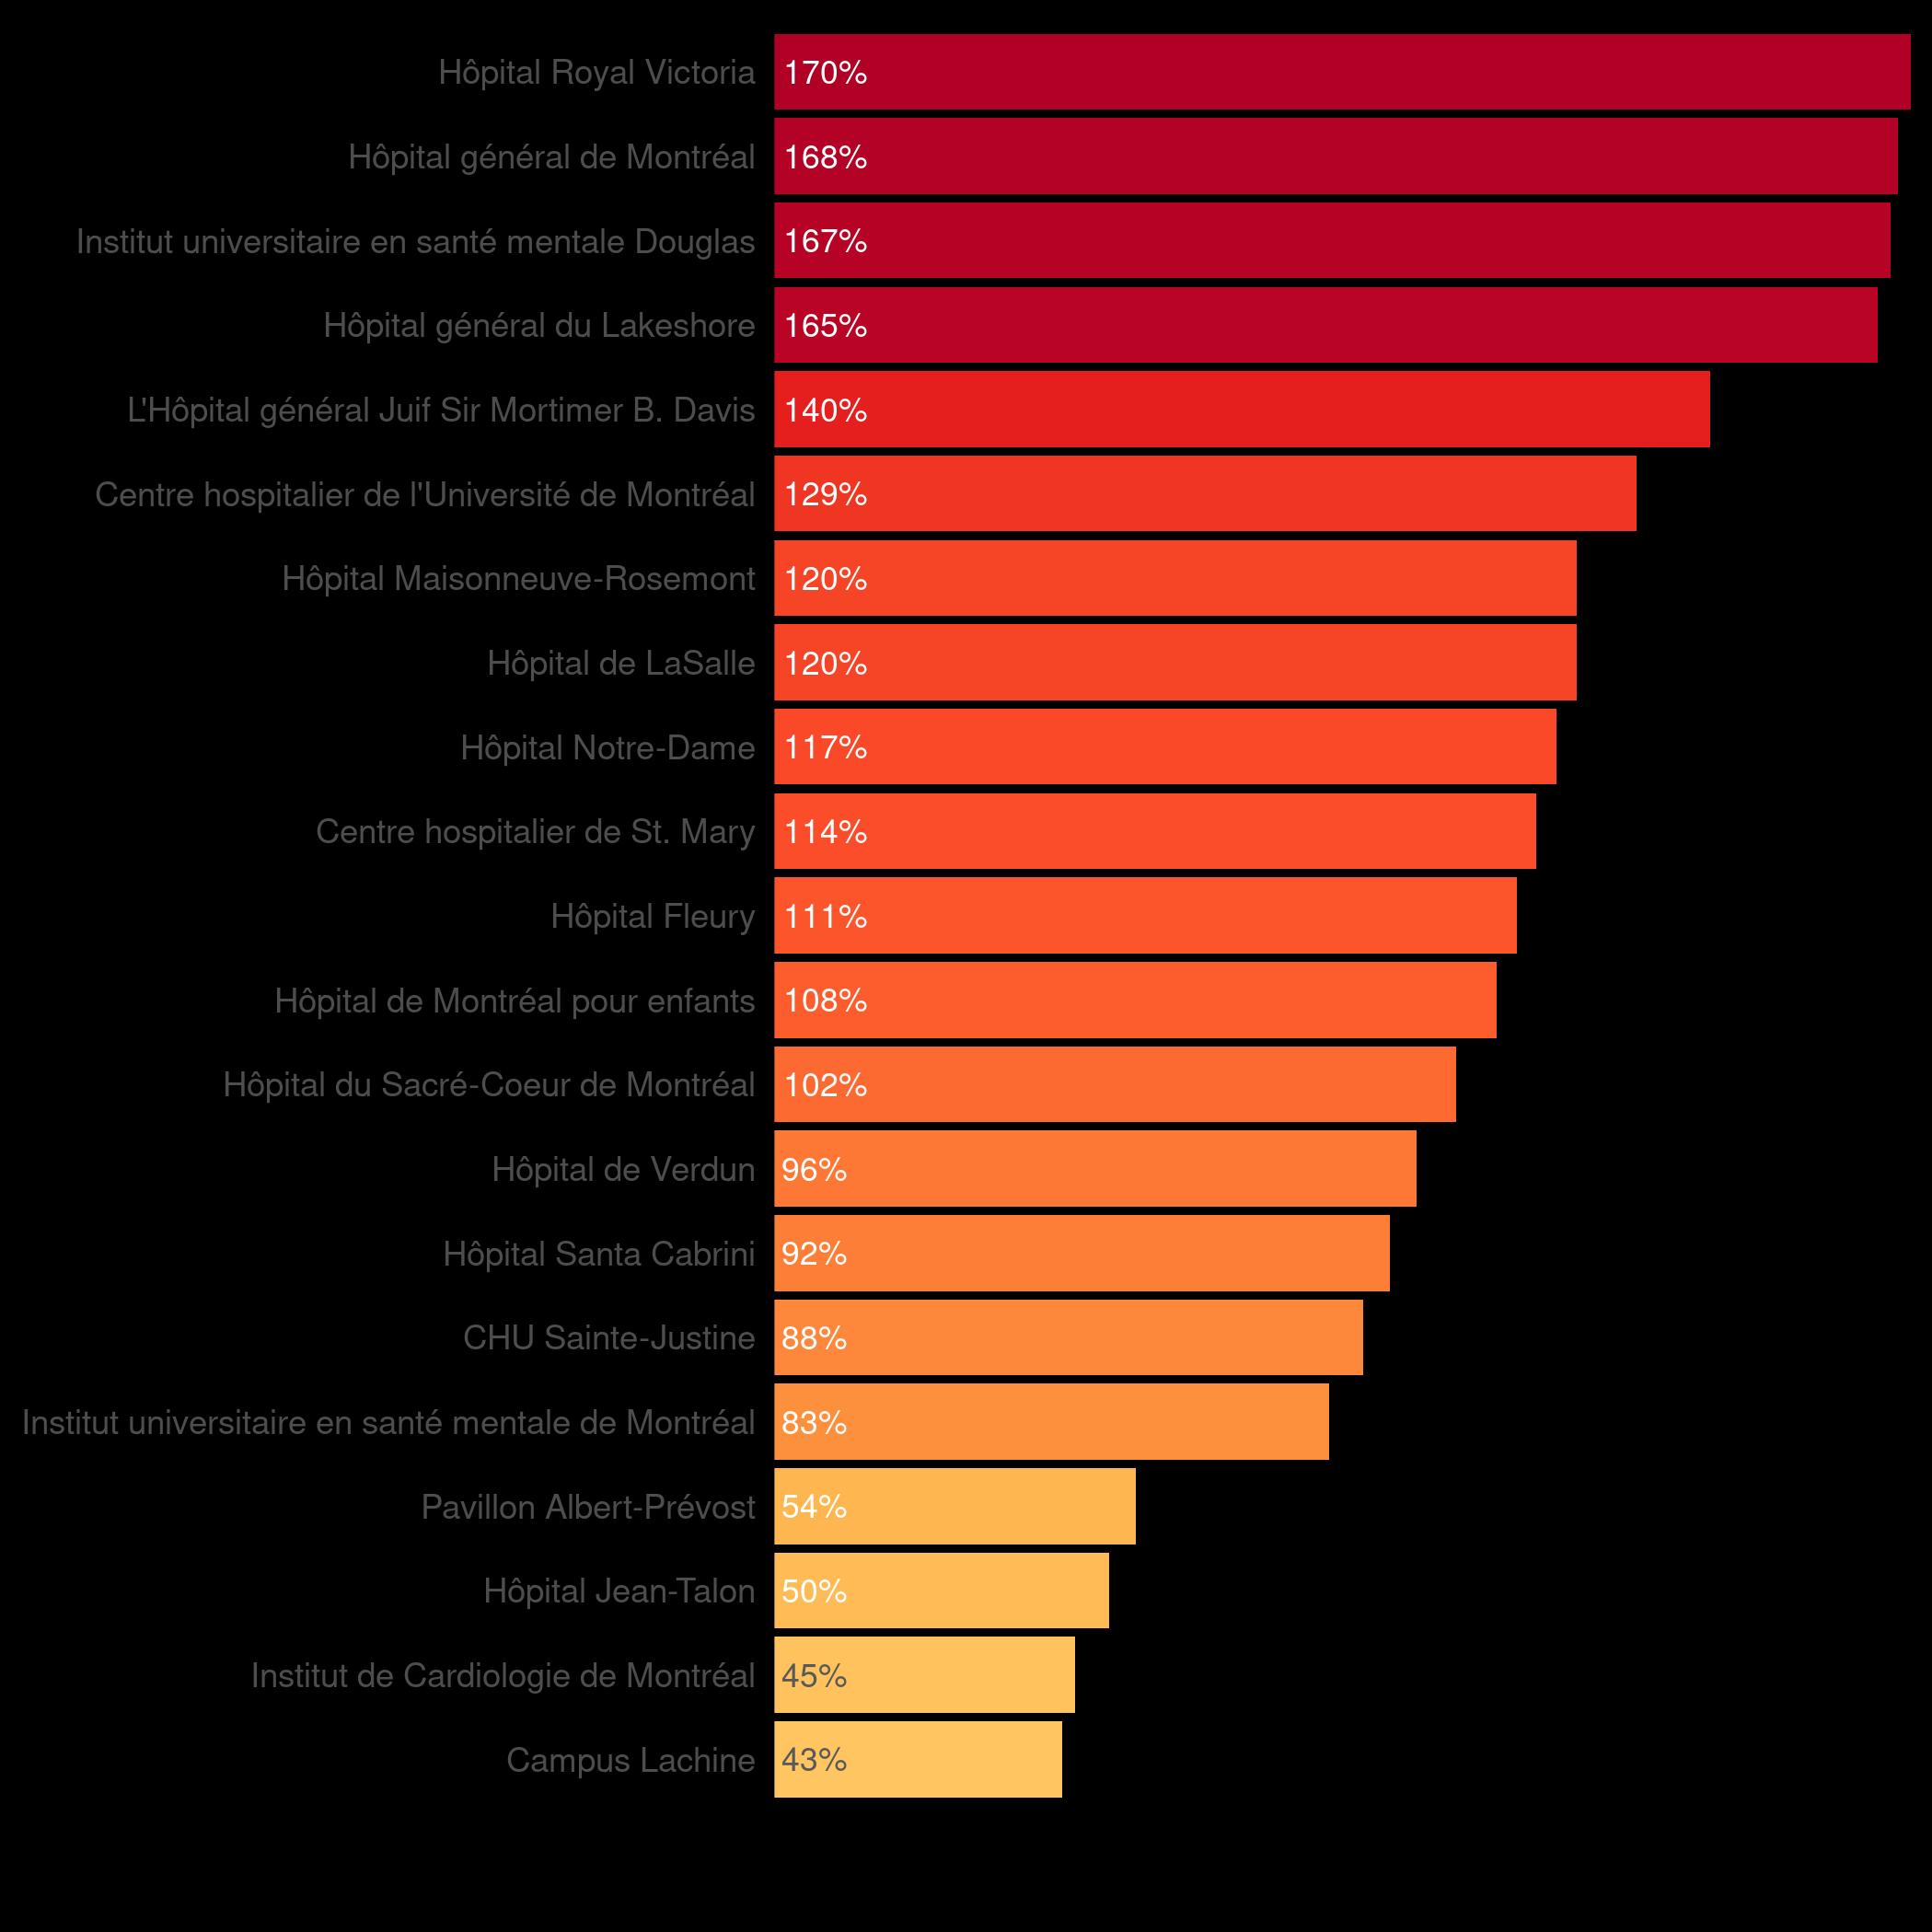 Hôpital Royal Victoria 170%
Hôpital général de Montréal 168%
Institut universitaire en santé mentale Douglas 167%
Hôpital général du Lakeshore 165%
L'Hôpital général Juif Sir Mortimer B. Davis 140%
Centre hospitalier de l'Université de Montréal 129%
Hôpital Maisonneuve-Rosemont 120%
Hôpital de LaSalle 120%
Hôpital Notre-Dame 117%
Centre hospitalier de St. Mary 114%
Hôpital Fleury 111%
Hôpital de Montréal pour enfants 108%
Hôpital du Sacré-Coeur de Montréal 102%
Hôpital de Verdun 96%
Hôpital Santa Cabrini 92%
CHU Sainte-Justine 88%
Institut universitaire en santé mentale de Montréal 83%
Pavillon Albert-Prévost 54%
Hôpital Jean-Talon 50%
Institut de Cardiologie de Montréal 45%
Campus Lachine 43%